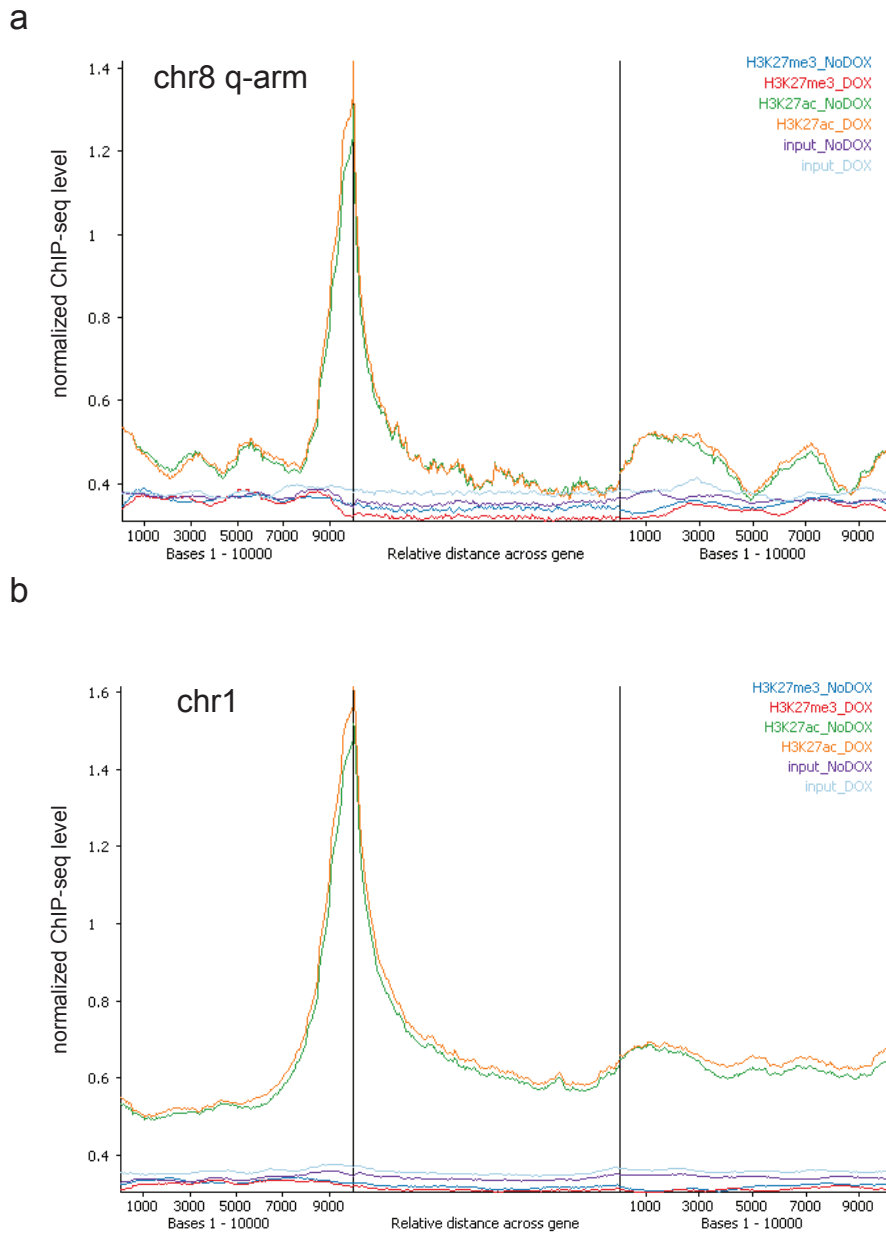 a
chr8 q-arm
H3K27me3_NoDOX
H3K27me3_DOX
H3K27ac_NoDOX
H3K27ac_DOX
input_NoDOX
input_DOX
normalized ChIP-seq level
1.4
1.2
1
0.8
0.6
0.4
1000 3000 5000 7000 9000 1000 3000 5000 7000 9000
Bases 1 - 10000 Relative distance across gene Bases 1 - 10000
b
chr1
H3K27me3_NoDOX
H3K27me3_DOX
H3K27ac_NoDOX
H3K27ac_DOX
input_NoDOX
input_DOX
normalized ChIP-seq level
1.6
1.4
1.2
1
0.8
0.6
0.4
1000 3000 5000 7000 9000 1000 3000 5000 7000 9000
Bases 1 - 10000 Relative distance across gene Bases 1 - 10000